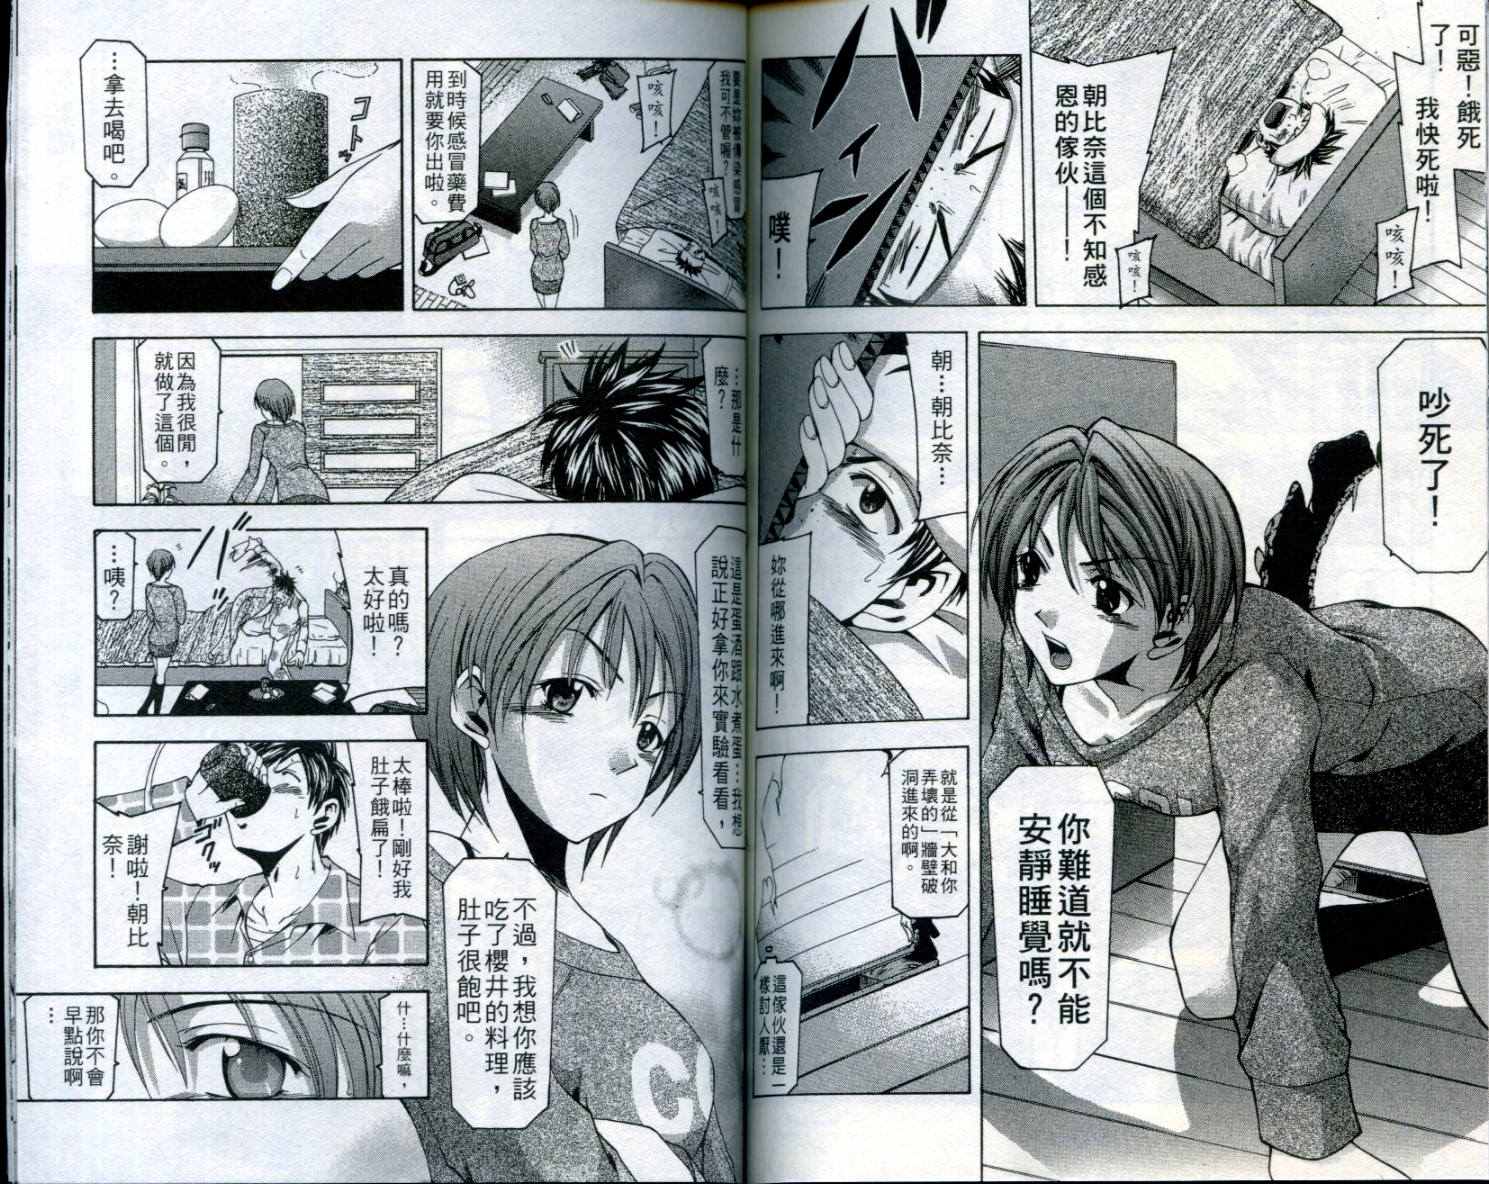 可惡！餓死
了！我快死啦！
咳咳！
朝比奈這個不知感
恩的傢伙——！
咳咳！
噗！
吵死了！
你難道就不能
安靜睡覺嗎？
朝…朝比奈…
妳從哪進來啊！
就是從「大和你
弄壞的」牆壁破
洞進來的啊。
這傢伙還是一
樣討人厭…
要是妳被傳染感冒
我可不管喔？
咳咳！
咳咳！
到時候感冒藥費
用就要你出啦。
コトッ
…拿去喝吧。
…那是什
麼？
因為我很閒，
就做了這個。
這是蛋酒跟水煮蛋…我想
說正好拿你來實驗看看，
不過，我想你應該
吃了櫻井的料理，
肚子很飽吧。
真的嗎？
太好啦！
…咦？
太棒啦！剛好我
肚子餓扁了！
謝啦！朝比
奈！
ゴクッ
什…什麼嘛，
那你不會
早點說啊
…